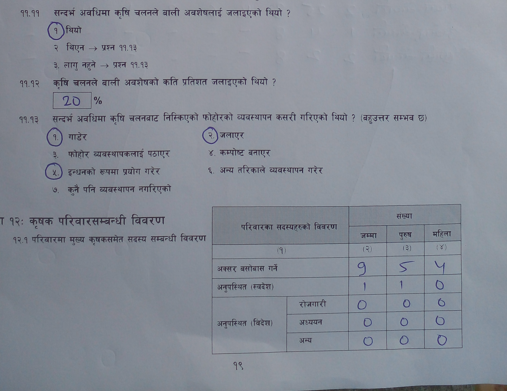 ११.११ सन्दर्भ अवधिमा कृषि चलनले बाली अवशेषलाई जलाइएको थियो ?
१ थियो
२ थिएन → प्रश्न ११.१३
३. लागु नहुने → प्रश्न ११.१३
११.१२ कृषि चलनले बाली अवशेषको कति प्रतिशत जलाइएको थियो ?
20 %
११.१३ सन्दर्भ अवधिमा कृषि चलनबाट निस्किएको फोहोरको व्यवस्थापन कसरी गरिएको थियो ? (बहुउत्तर सम्भव छ)
१ गाडेर २ जलाएर
३. फोहोर व्यवस्थापकलाई पठाएर ४. कम्पोष्ट बनाएर
५ इन्धनको रुपमा प्रयोग गरेर ६. अन्य तरिकाले व्यवस्थापन गरेर
७. कुनै पनि व्यवस्थापन नगरिएको
ग १२: कृषक परिवारसम्बन्धी विवरण
१२.१ परिवारमा मुख्य कृषकसमेत सदस्य सम्बन्धी विवरण
परिवारका सदस्यहरुको विवरण संख्या
जम्मा पुरुष महिला
(१) (२) (३) (४)
अक्सर बसोबास गर्ने 9 5 4
अनुपस्थित (स्वदेश) 1 1 0
अनुपस्थित (विदेश) रोजगारी 0 0 0
अध्ययन 0 0 0
अन्य 0 0 0
१९